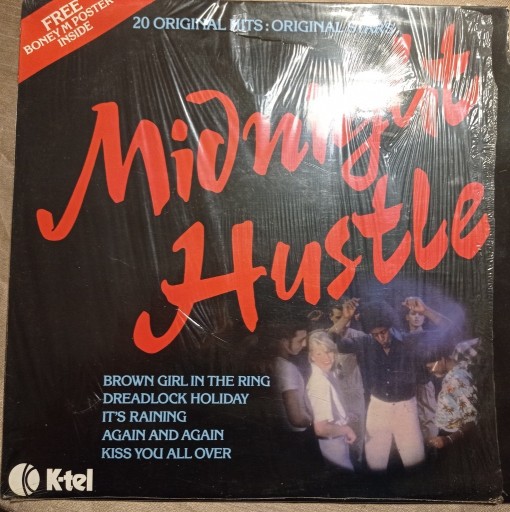 FREE
BONEY M POSTER
INSIDE
20 ORIGINAL HITS: ORIGINAL STARS
Midnight
Hustle
BROWN GIRL IN THE RING
DREADLOCK HOLIDAY
IT'S RAINING
AGAIN AND AGAIN
KISS YOU ALL OVER
K-tel